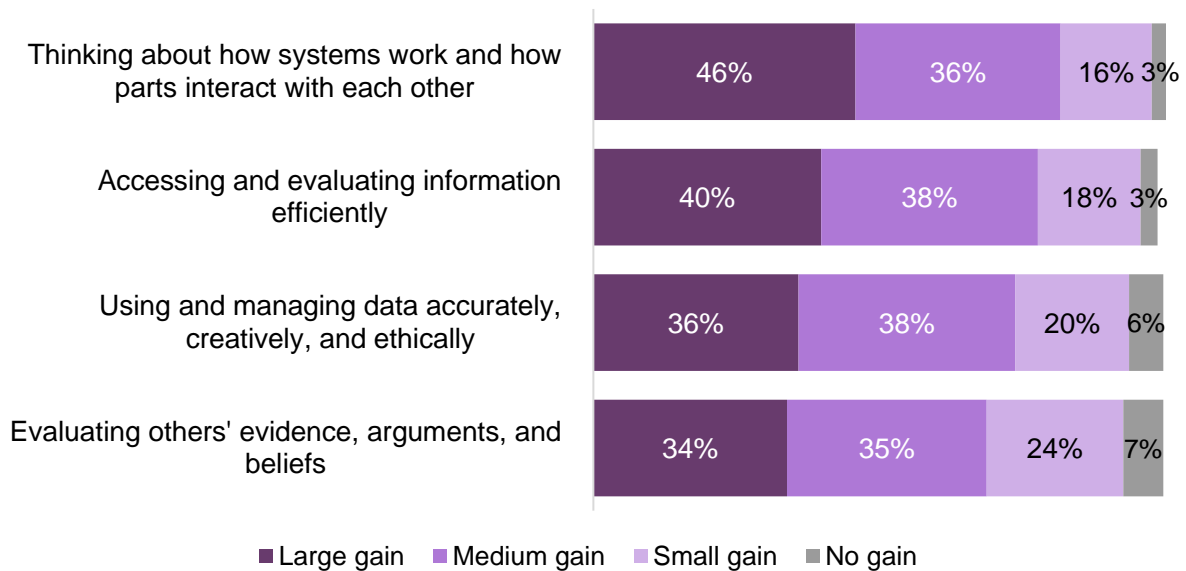 Thinking about how systems work and how
parts interact with each other
46% 36% 16% 3%
Accessing and evaluating information
efficiently
40% 38% 18% 3%
Using and managing data accurately,
creatively, and ethically
36% 38% 20% 6%
Evaluating others' evidence, arguments, and
beliefs
34% 35% 24% 7%
Large gain Medium gain Small gain No gain